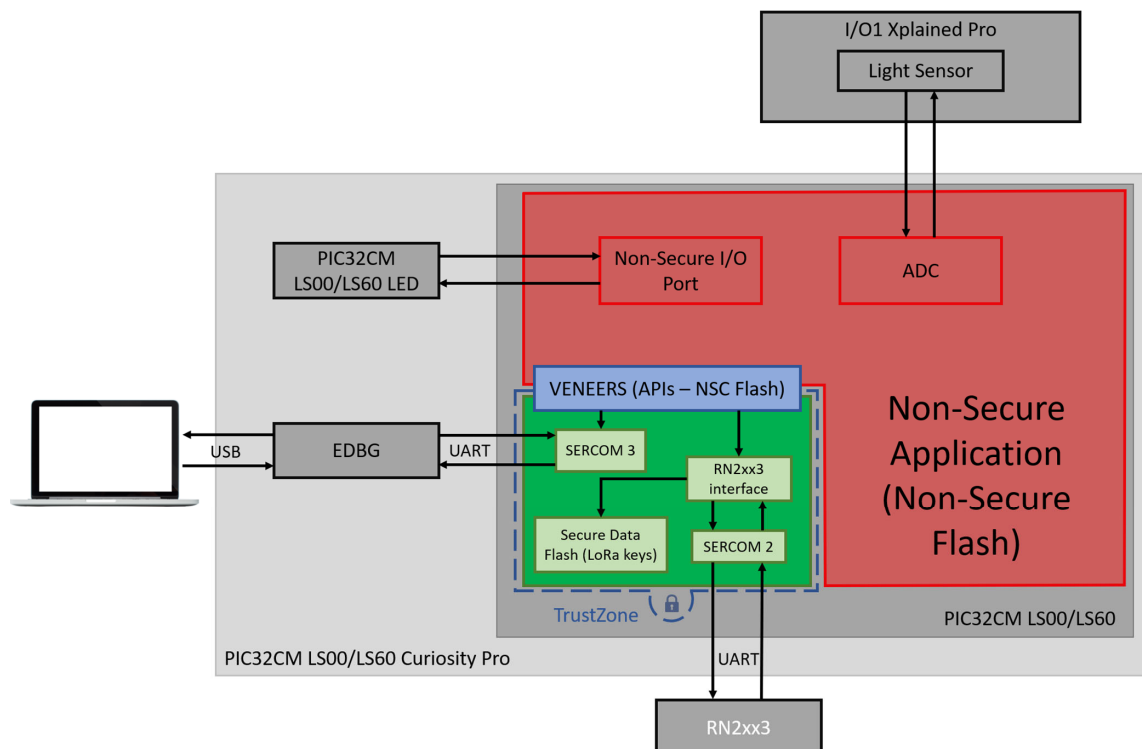 I/O1 Xplained Pro
Light Sensor
PIC32CM
LS00/LS60 LED
Non-Secure I/O
Port
ADC
VENEERS (APIs – NSC Flash)
Non-Secure
Application
(Non-Secure
Flash)
USB
EDBG
UART
SERCOM 3
RN2xx3
interface
Secure Data
Flash (LoRa keys)
SERCOM 2
TrustZone
PIC32CM LS00/LS60
PIC32CM LS00/LS60 Curiosity Pro
UART
RN2xx3